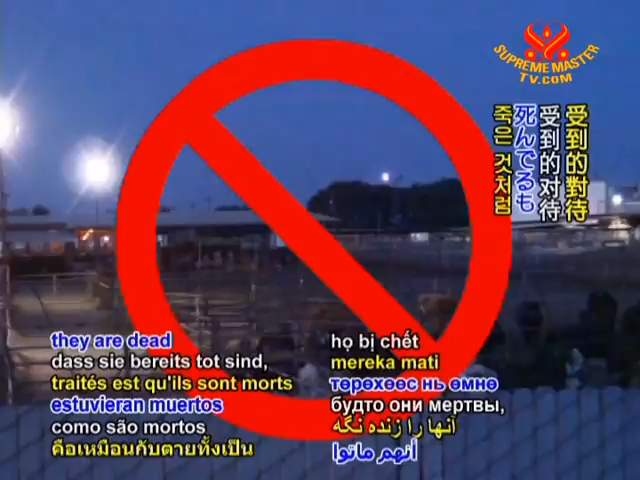 SUPREME MASTER
TV.COM
受到的對待
受到的对待
死んでるも
죽은 것처럼
they are dead
dass sie bereits tot sind,
traités est qu'ils sont morts
estuvieran muertos
como são mortos
คือเหมือนกับตายทั้งเป็น
họ bị chết
mereka mati
төрөхөөс нь өмнө
будто они мертвы,
آنها را زنده نگه
أنهم ماتوا